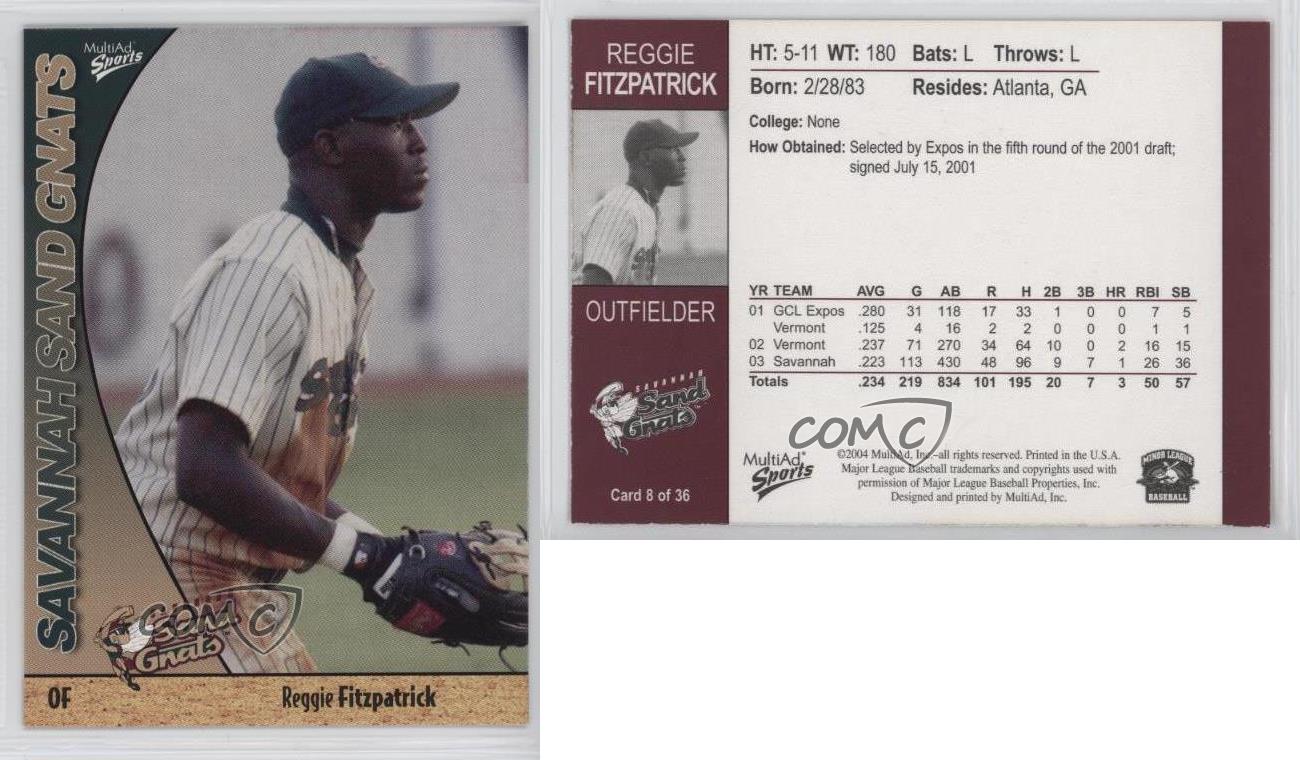 MultiAd
Sports
SAVANNAH SAND GNATS
COMC
Sand
Gnats
OF
Reggie Fitzpatrick
REGGIE
FITZPATRICK
OUTFIELDER
SAVANNAH
Sand
Gnats
Card 8 of 36
HT: 5-11 WT: 180 Bats: L Throws: L
Born: 2/28/83 Resides: Atlanta, GA
College: None
How Obtained: Selected by Expos in the fifth round of the 2001 draft;
signed July 15, 2001
YR TEAM AVG G AB R H 2B 3B HR RBI SB
01 GCL Expos .280 31 118 17 33 1 0 0 7 5
Vermont .125 4 16 2 2 0 0 0 1 1
02 Vermont .237 71 270 34 64 10 0 2 16 15
03 Savannah .223 113 430 48 96 9 7 1 26 36
Totals .234 219 834 101 195 20 7 3 50 57
COMC
MultiAd
Sports
©2004 MultiAd, Inc.-all rights reserved. Printed in the U.S.A.
Major League Baseball trademarks and copyrights used with
permission of Major League Baseball Properties, Inc.
Designed and printed by MultiAd, Inc.
MINOR LEAGUE
BASEBALL